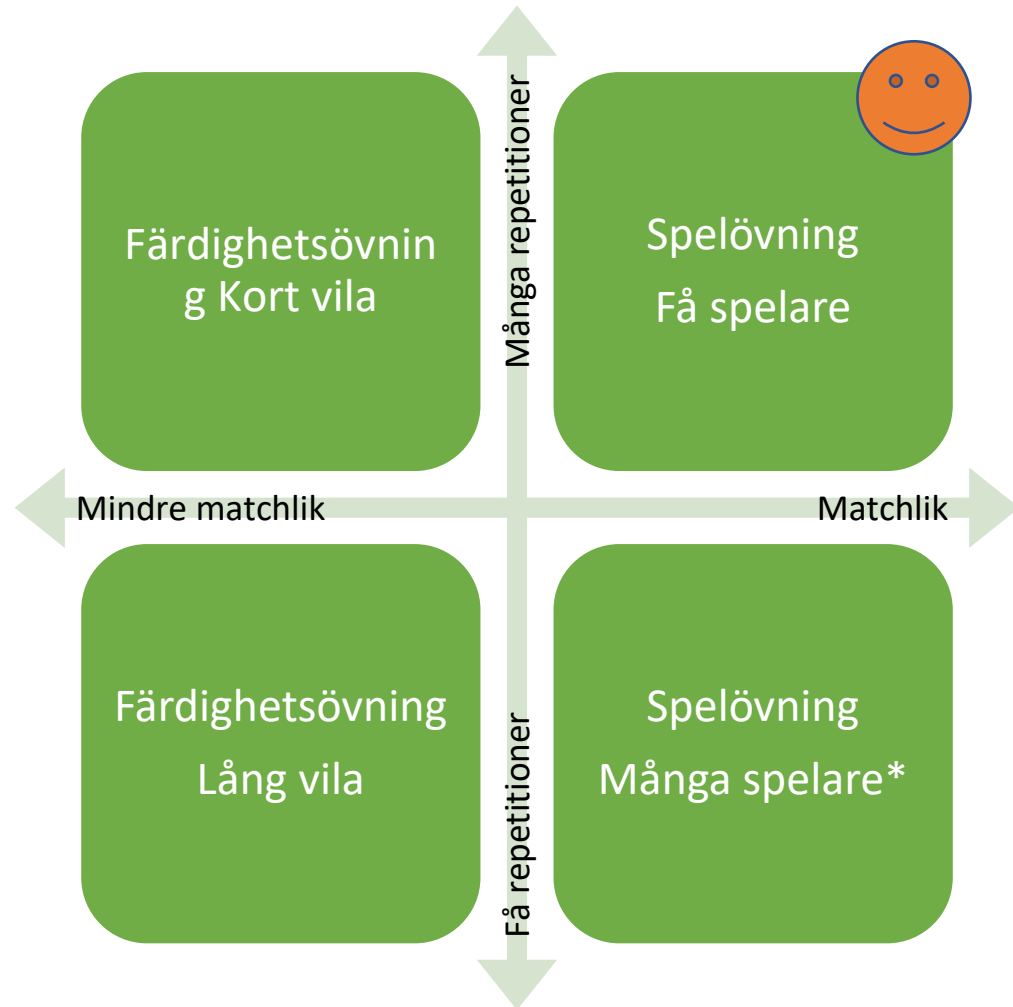 Många repetitioner
Färdighetsövnin
g Kort vila
Spelövning
Få spelare
Mindre matchlik
Matchlik
Färdighetsövning
Lång vila
Spelövning
Många spelare*
Få repetitioner